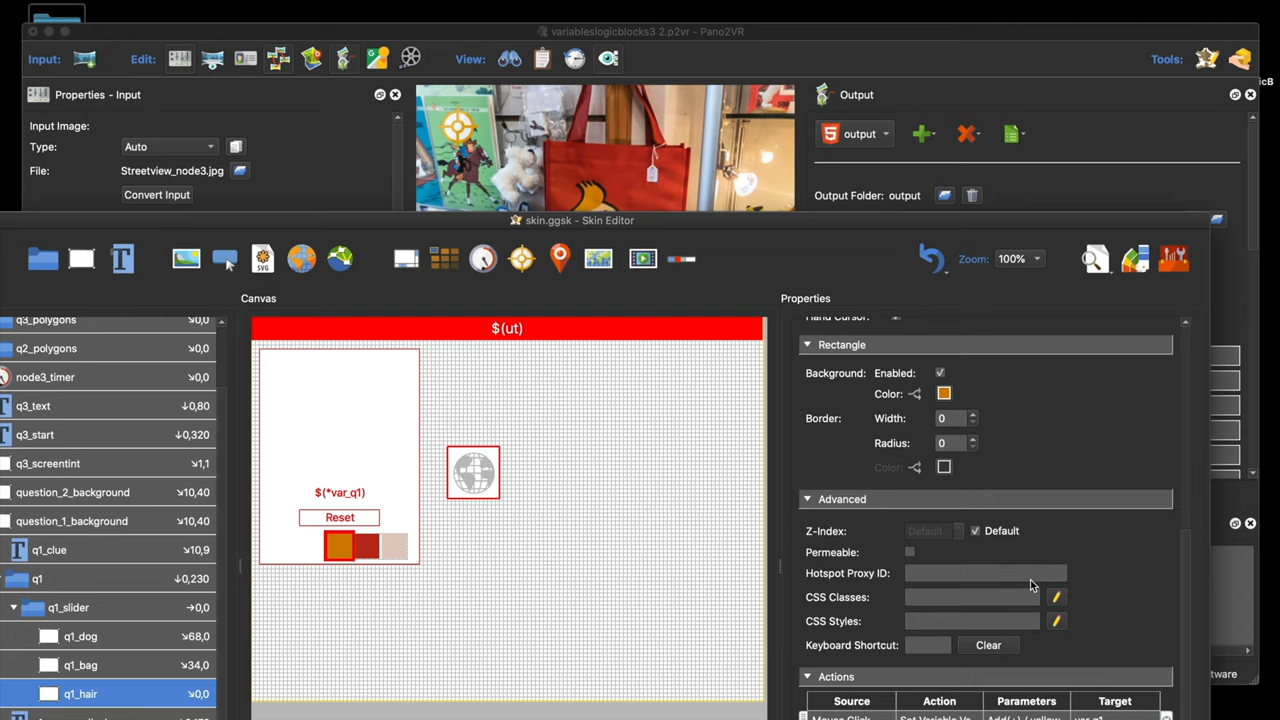 variableslogicblocks3 2.p2vr - Pano2VR
Input:
Edit:
View:
Tools:
Properties - Input
Output
Input Image:
Type:
Auto
output
File:
Streetview_node3.jpg
Convert Input
Output Folder: output
skin.ggsk - Skin Editor
SVG
Zoom:
100%
Canvas
Properties
q3_polygons
↘0,0
q2_polygons
↘0,0
node3_timer
↘0,0
q3_text
↓0,80
q3_start
↓0,320
q3_screentint
↘1,1
question_2_background
↘10,40
question_1_background
↘10,40
q1_clue
↘10,9
q1
↓0,230
q1_slider
→0,0
q1_dog
↘68,0
q1_bag
↘34,0
q1_hair
↘0,0
$(ut)
$(*var_q1)
Reset
Hand Cursor:
Rectangle
Background:
Enabled:
Color:
Border:
Width:
0
Radius:
0
Color:
Advanced
Z-Index:
Default
Default
Permeable:
Hotspot Proxy ID:
CSS Classes:
CSS Styles:
Keyboard Shortcut:
Clear
Actions
Source
Action
Parameters
Target
tware